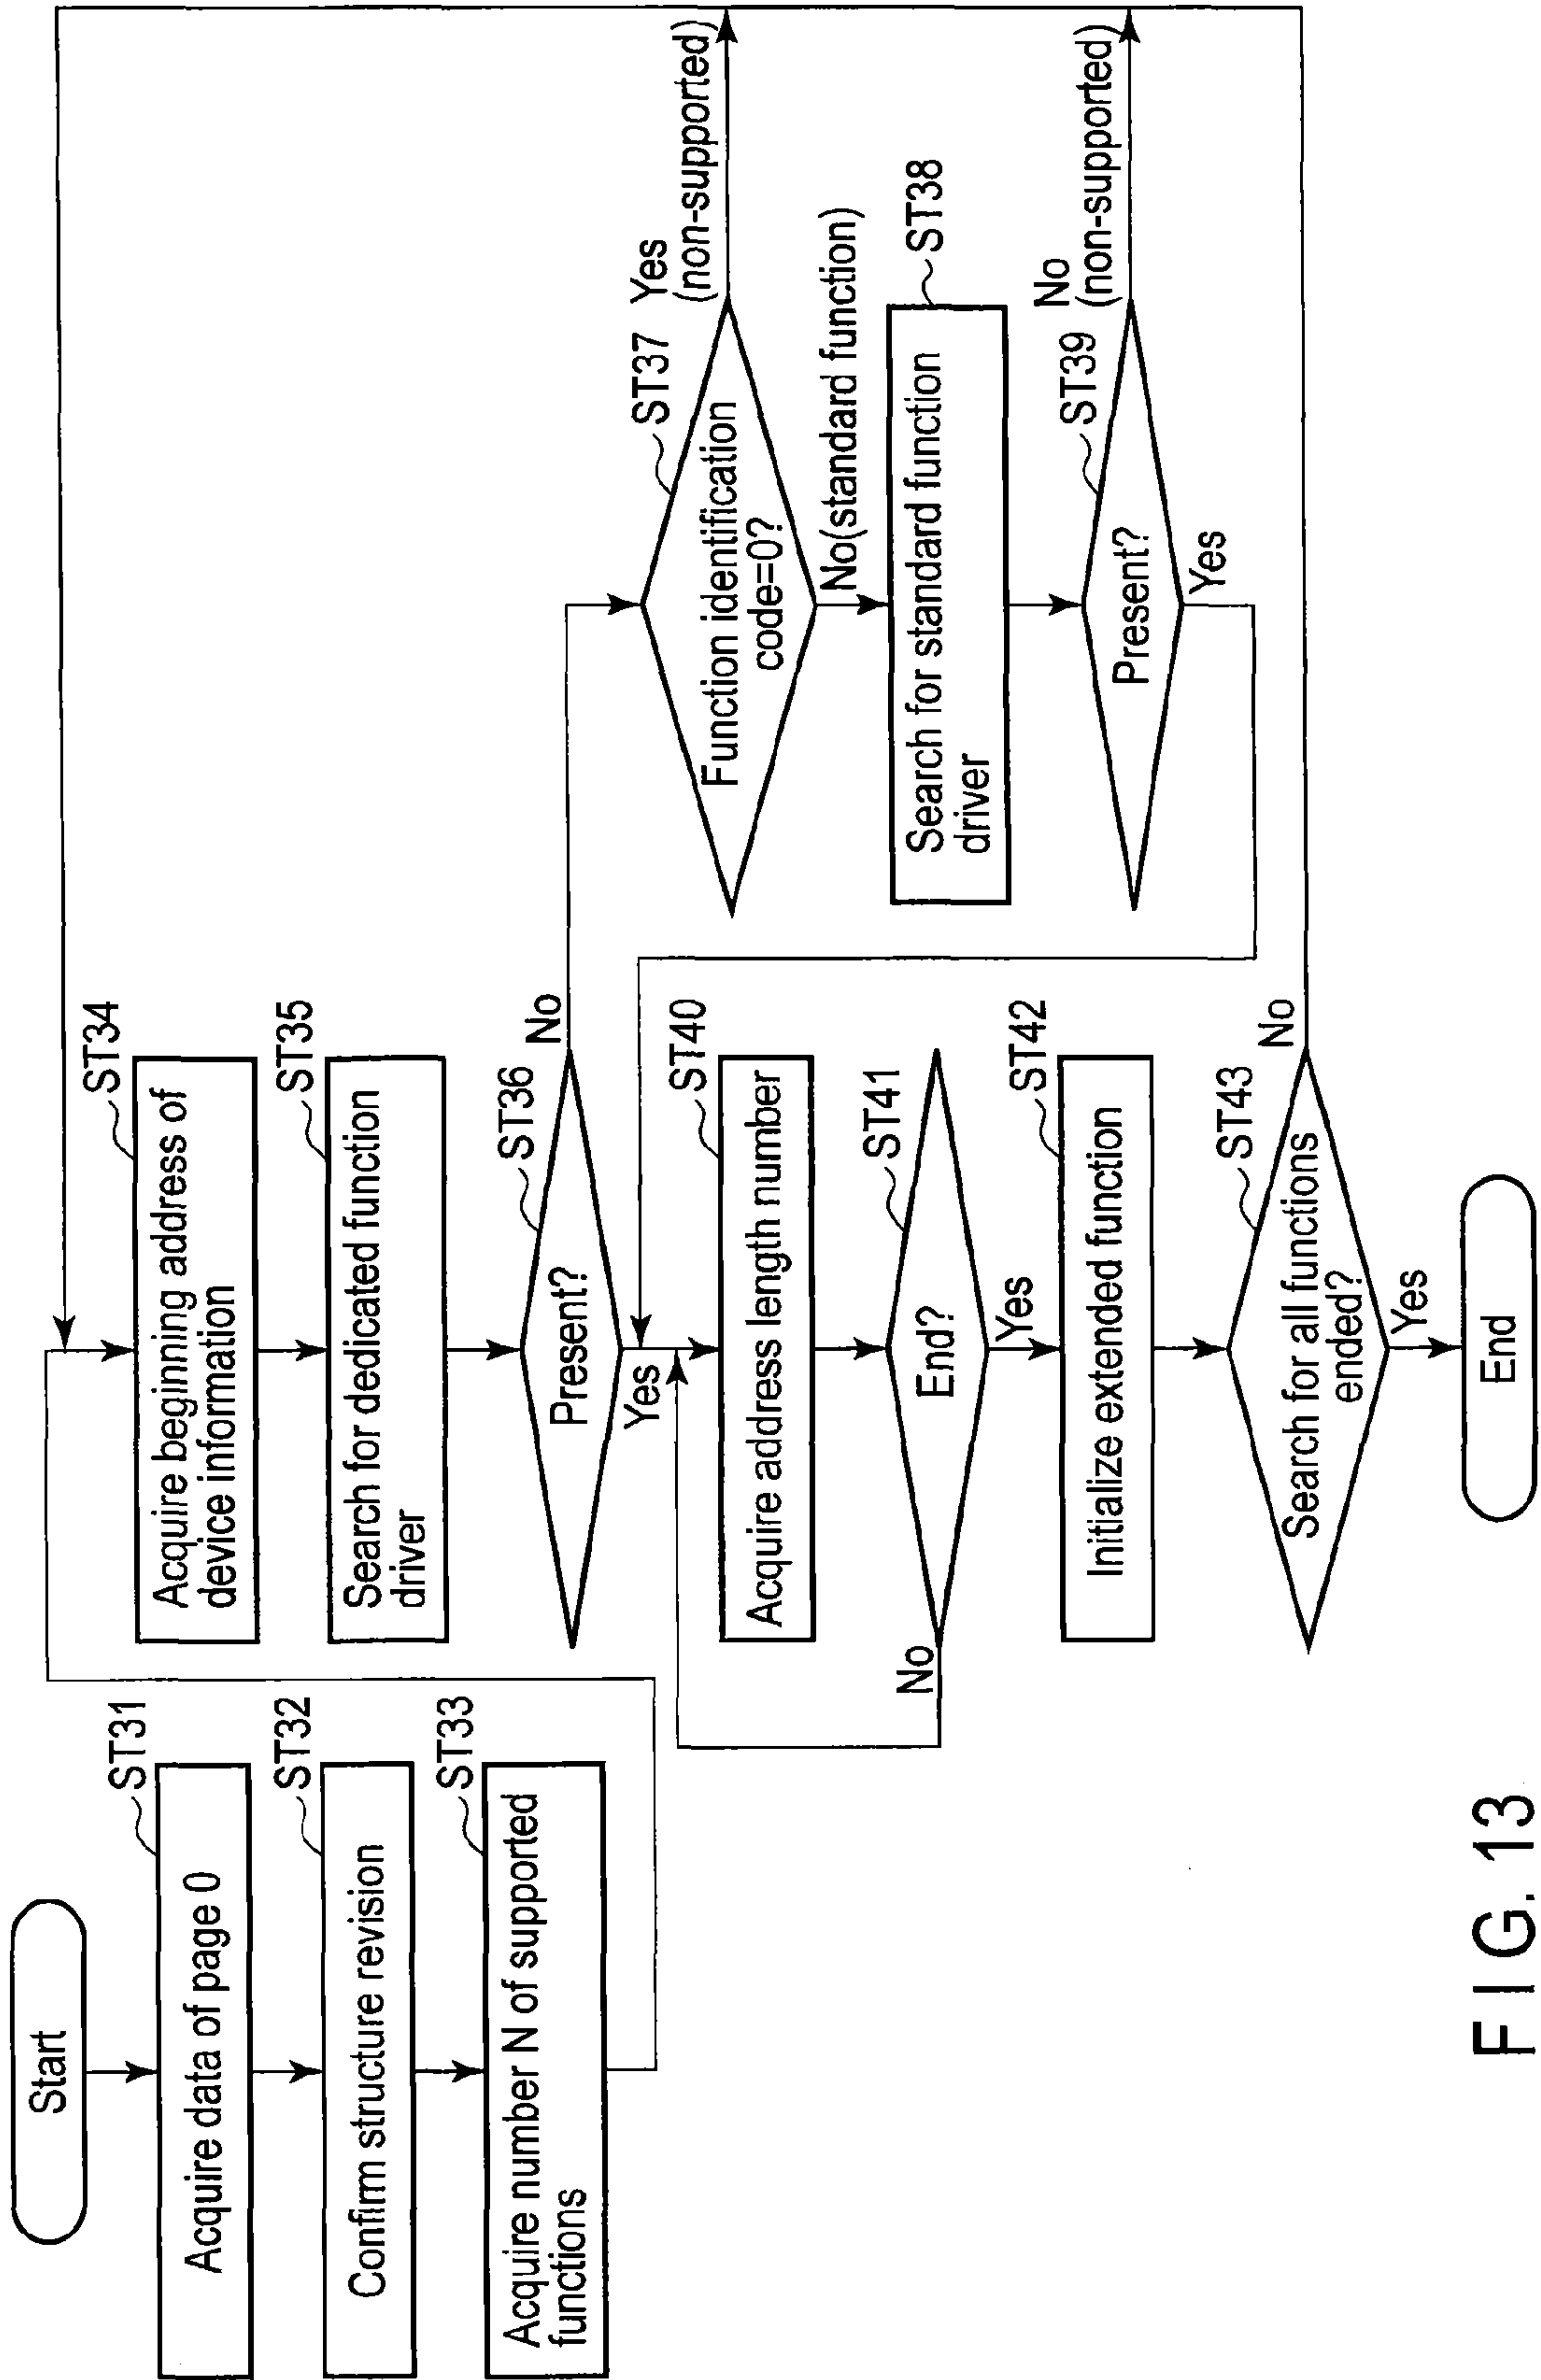 Start
ST31
Acquire data of page 0
ST32
Confirm structure revision
ST33
Acquire number N of supported
functions
ST34
Acquire beginning address of
device information
ST35
Search for dedicated function
driver
ST36
Present?
No
Yes
ST37
Function identification
code=0?
Yes
(non-supported)
No(standard function)
ST38
Search for standard function
driver
ST39
Present?
No
(non-supported)
Yes
ST40
Acquire address length number
ST41
End?
No
Yes
ST42
Initialize extended function
ST43
Search for all functions
ended?
No
Yes
End
FIG. 13